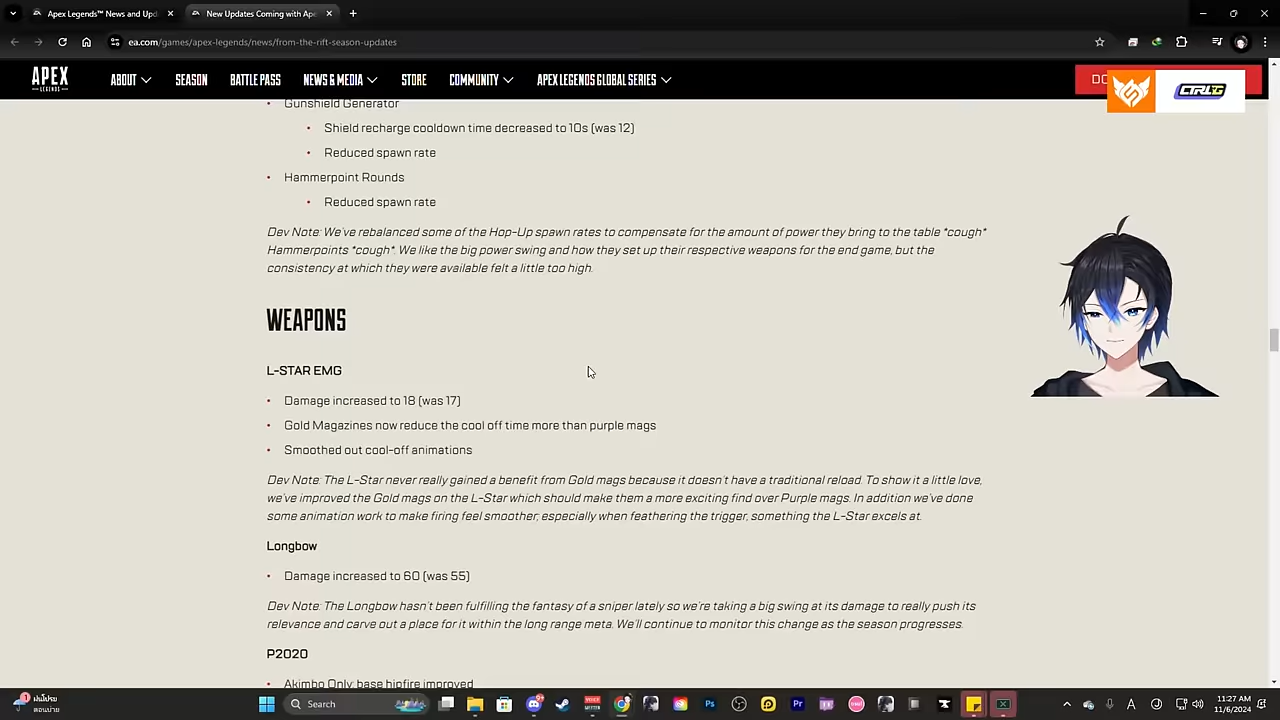 Apex Legends™ News and Upd
New Updates Coming with Ape
ea.com/games/apex-legends/news/from-the-rift-season-updates
APEX
LEGENDS
ABOUT
SEASON
BATTLE PASS
NEWS & MEDIA
STORE
COMMUNITY
APEX LEGENDS GLOBAL SERIES
DO
CTRL G
Gunshield Generator
Shield recharge cooldown time decreased to 10s (was 12)
Reduced spawn rate
Hammerpoint Rounds
Reduced spawn rate
Dev Note: We've rebalanced some of the Hop-Up spawn rates to compensate for the amount of power they bring to the table *cough*
Hammerpoints *cough*. We like the big power swing and how they set up their respective weapons for the end game, but the
consistency at which they were available felt a little too high.
WEAPONS
L-STAR EMG
Damage increased to 18 (was 17)
Gold Magazines now reduce the cool off time more than purple mags
Smoothed out cool-off animations
Dev Note: The L-Star never really gained a benefit from Gold mags because it doesn't have a traditional reload. To show it a little love,
we've improved the Gold mags on the L-Star which should make them a more exciting find over Purple mags. In addition we've done
some animation work to make firing feel smoother; especially when feathering the trigger, something the L-Star excels at.
Longbow
Damage increased to 60 (was 55)
Dev Note: The Longbow hasn't been fulfilling the fantasy of a sniper lately so we're taking a big swing at its damage to really push its
relevance and carve out a place for it within the long range meta. We'll continue to monitor this change as the season progresses.
P2020
Akimbo Only: base hipfire improved
Search
11:27 AM
11/6/2024